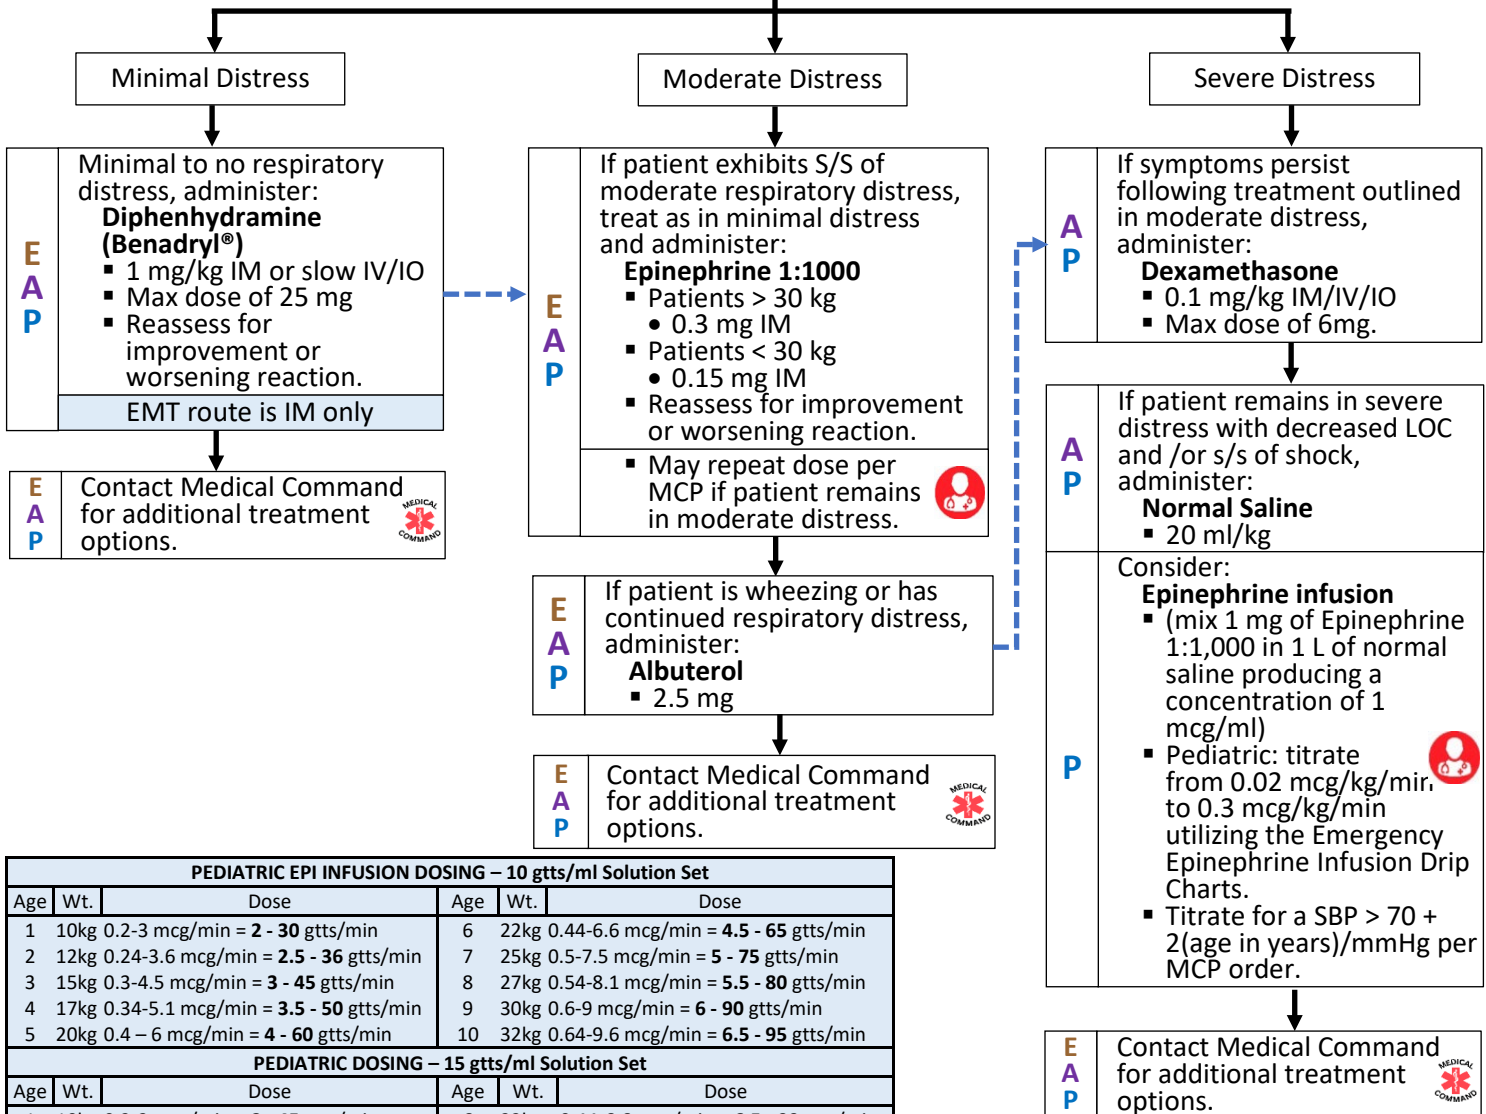 Minimal Distress
Moderate Distress
Severe Distress
E
A
P
Minimal to no respiratory
distress, administer:
Diphenhydramine
(Benadryl®)
▪ 1 mg/kg IM or slow IV/IO
▪ Max dose of 25 mg
▪ Reassess for
improvement or
worsening reaction.
EMT route is IM only
E
A
P
Contact Medical Command
for additional treatment
options.
MEDICAL
COMMAND
E
A
P
If patient exhibits S/S of
moderate respiratory distress,
treat as in minimal distress
and administer:
Epinephrine 1:1000
▪ Patients > 30 kg
• 0.3 mg IM
▪ Patients < 30 kg
• 0.15 mg IM
▪ Reassess for improvement
or worsening reaction.
▪ May repeat dose per
MCP if patient remains
in moderate distress.
E
A
P
If patient is wheezing or has
continued respiratory distress,
administer:
Albuterol
▪ 2.5 mg
E
A
P
Contact Medical Command
for additional treatment
options.
MEDICAL
COMMAND
A
P
If symptoms persist
following treatment outlined
in moderate distress,
administer:
Dexamethasone
▪ 0.1 mg/kg IM/IV/IO
▪ Max dose of 6mg.
A
P
If patient remains in severe
distress with decreased LOC
and /or s/s of shock,
administer:
Normal Saline
▪ 20 ml/kg
P
Consider:
Epinephrine infusion
▪ (mix 1 mg of Epinephrine
1:1,000 in 1 L of normal
saline producing a
concentration of 1
mcg/ml)
▪ Pediatric: titrate
from 0.02 mcg/kg/min
to 0.3 mcg/kg/min
utilizing the Emergency
Epinephrine Infusion Drip
Charts.
▪ Titrate for a SBP > 70 +
2(age in years)/mmHg per
MCP order.
E
A
P
Contact Medical Command
for additional treatment
options.
MEDICAL
COMMAND
PEDIATRIC EPI INFUSION DOSING – 10 gtts/ml Solution Set
Age Wt. Dose Age Wt. Dose
1 10kg 0.2-3 mcg/min = 2 - 30 gtts/min 6 22kg 0.44-6.6 mcg/min = 4.5 - 65 gtts/min
2 12kg 0.24-3.6 mcg/min = 2.5 - 36 gtts/min 7 25kg 0.5-7.5 mcg/min = 5 - 75 gtts/min
3 15kg 0.3-4.5 mcg/min = 3 - 45 gtts/min 8 27kg 0.54-8.1 mcg/min = 5.5 - 80 gtts/min
4 17kg 0.34-5.1 mcg/min = 3.5 - 50 gtts/min 9 30kg 0.6-9 mcg/min = 6 - 90 gtts/min
5 20kg 0.4 – 6 mcg/min = 4 - 60 gtts/min 10 32kg 0.64-9.6 mcg/min = 6.5 - 95 gtts/min
PEDIATRIC DOSING – 15 gtts/ml Solution Set
Age Wt. Dose Age Wt. Dose